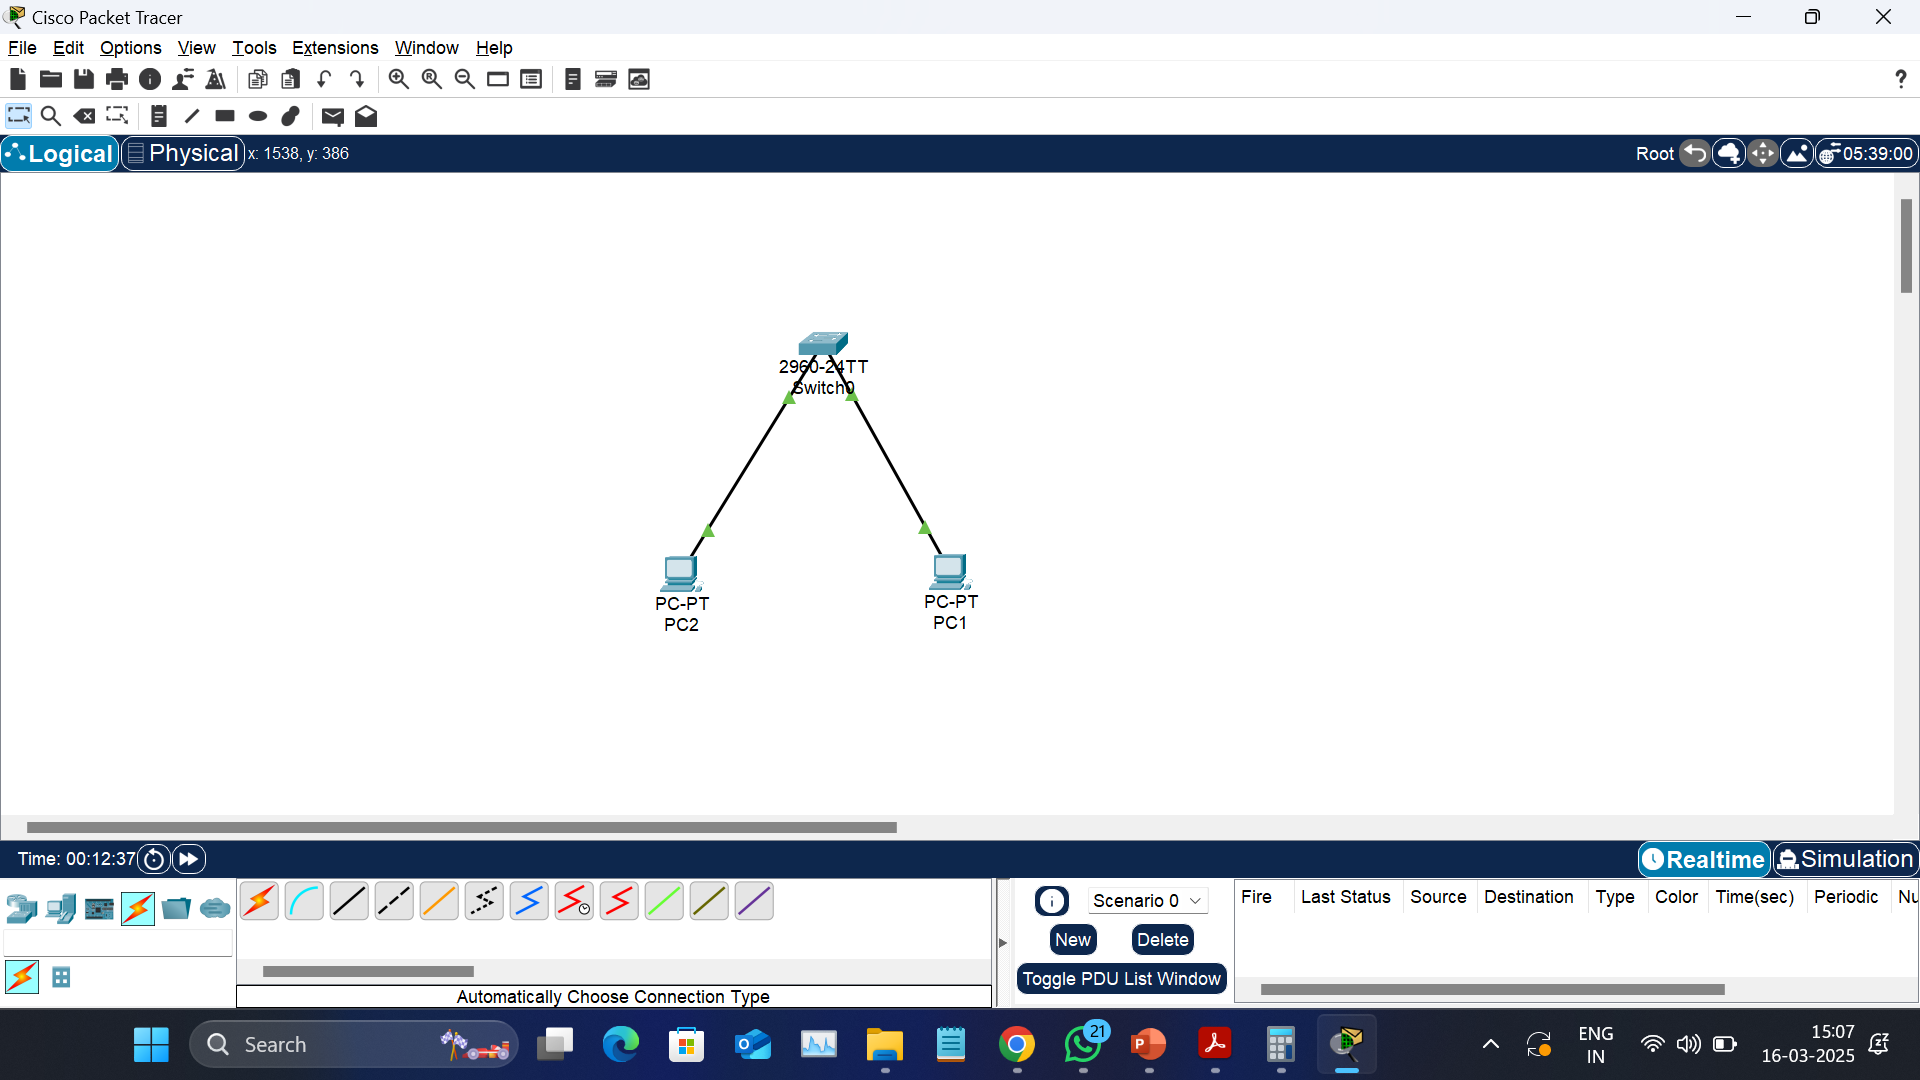 Cisco Packet Tracer
File Edit Options View Tools Extensions Window Help
?
Logical Physical x: 1538, y: 386 Root 05:39:00
2960-24TT
Switch0
PC-PT
PC2
PC-PT
PC1
Time: 00:12:37 Realtime Simulation
Scenario 0
Fire Last Status Source Destination Type Color Time(sec) Periodic Nu
New Delete
Toggle PDU List Window
Automatically Choose Connection Type
Search
21
ENG
IN
15:07
16-03-2025